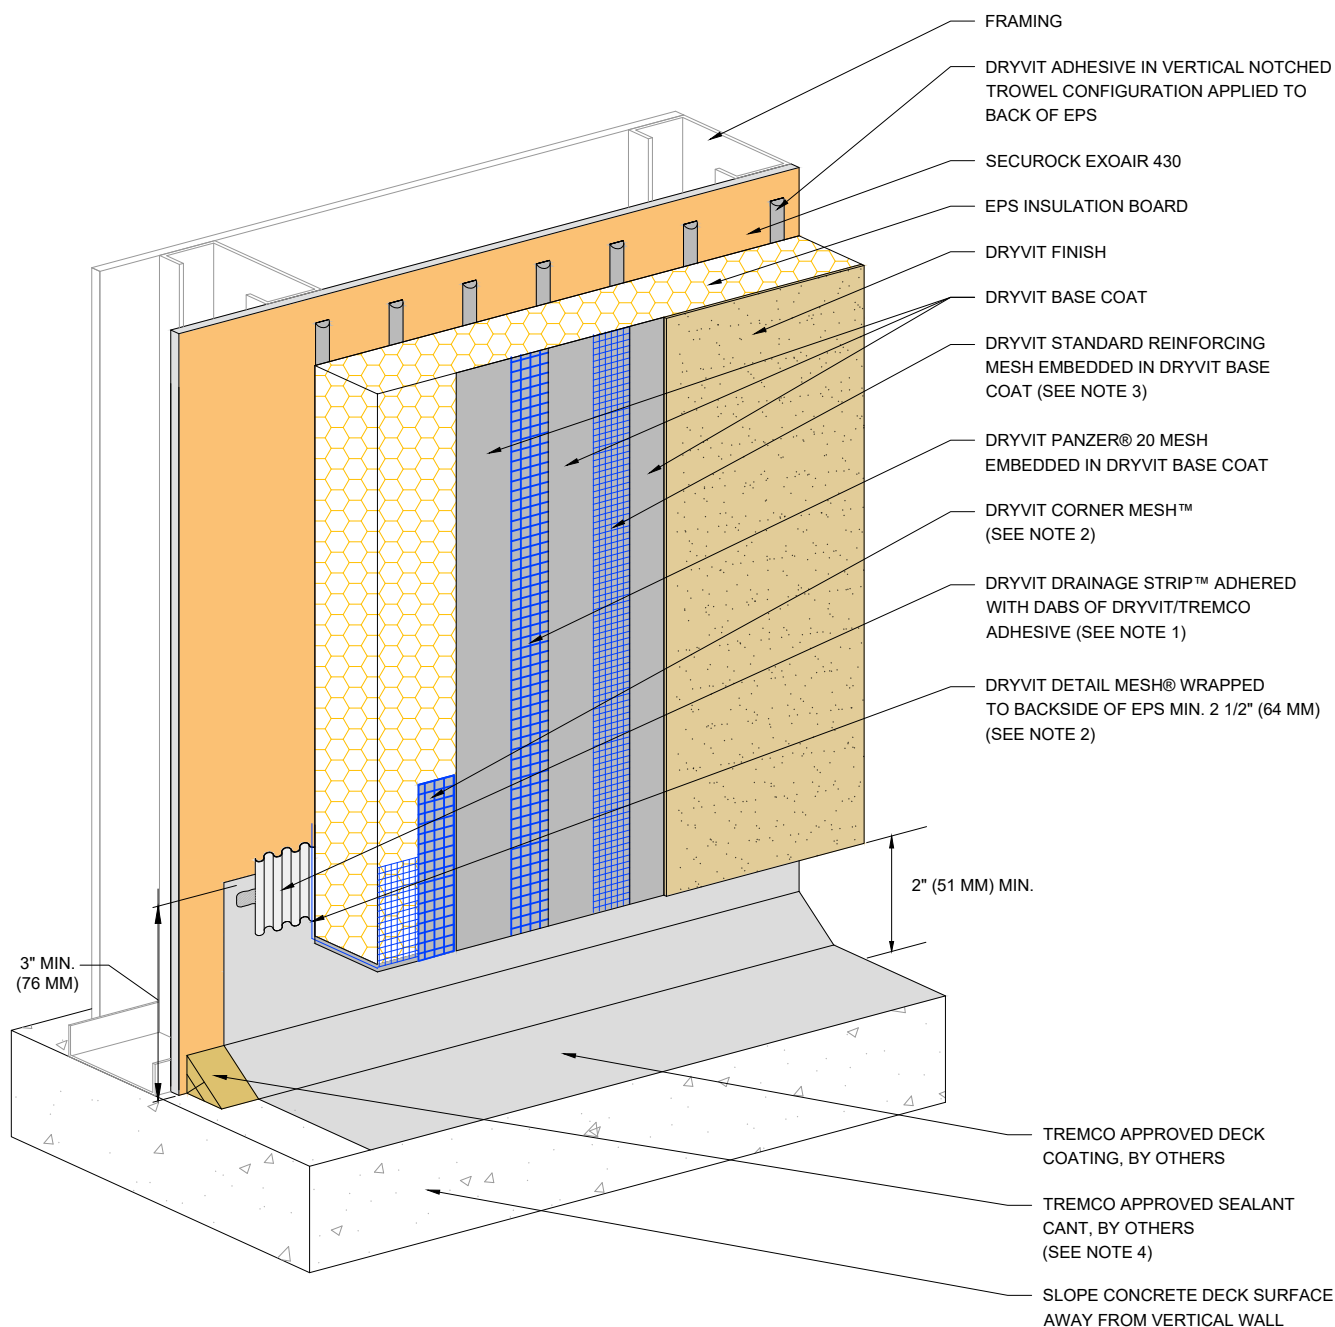 FRAMING
DRYVIT ADHESIVE IN VERTICAL NOTCHED
TROWEL CONFIGURATION APPLIED TO
BACK OF EPS
SECUROCK EXOAIR 430
EPS INSULATION BOARD
DRYVIT FINISH
DRYVIT BASE COAT
DRYVIT STANDARD REINFORCING
MESH EMBEDDED IN DRYVIT BASE
COAT (SEE NOTE 3)
DRYVIT PANZER® 20 MESH
EMBEDDED IN DRYVIT BASE COAT
DRYVIT CORNER MESH™
(SEE NOTE 2)
DRYVIT DRAINAGE STRIP™ ADHERED
WITH DABS OF DRYVIT/TREMCO
ADHESIVE (SEE NOTE 1)
DRYVIT DETAIL MESH® WRAPPED
TO BACKSIDE OF EPS MIN. 2 1/2" (64 MM)
(SEE NOTE 2)
2" (51 MM) MIN.
3" MIN.
(76 MM)
TREMCO APPROVED DECK
COATING, BY OTHERS
TREMCO APPROVED SEALANT
CANT, BY OTHERS
(SEE NOTE 4)
SLOPE CONCRETE DECK SURFACE
AWAY FROM VERTICAL WALL